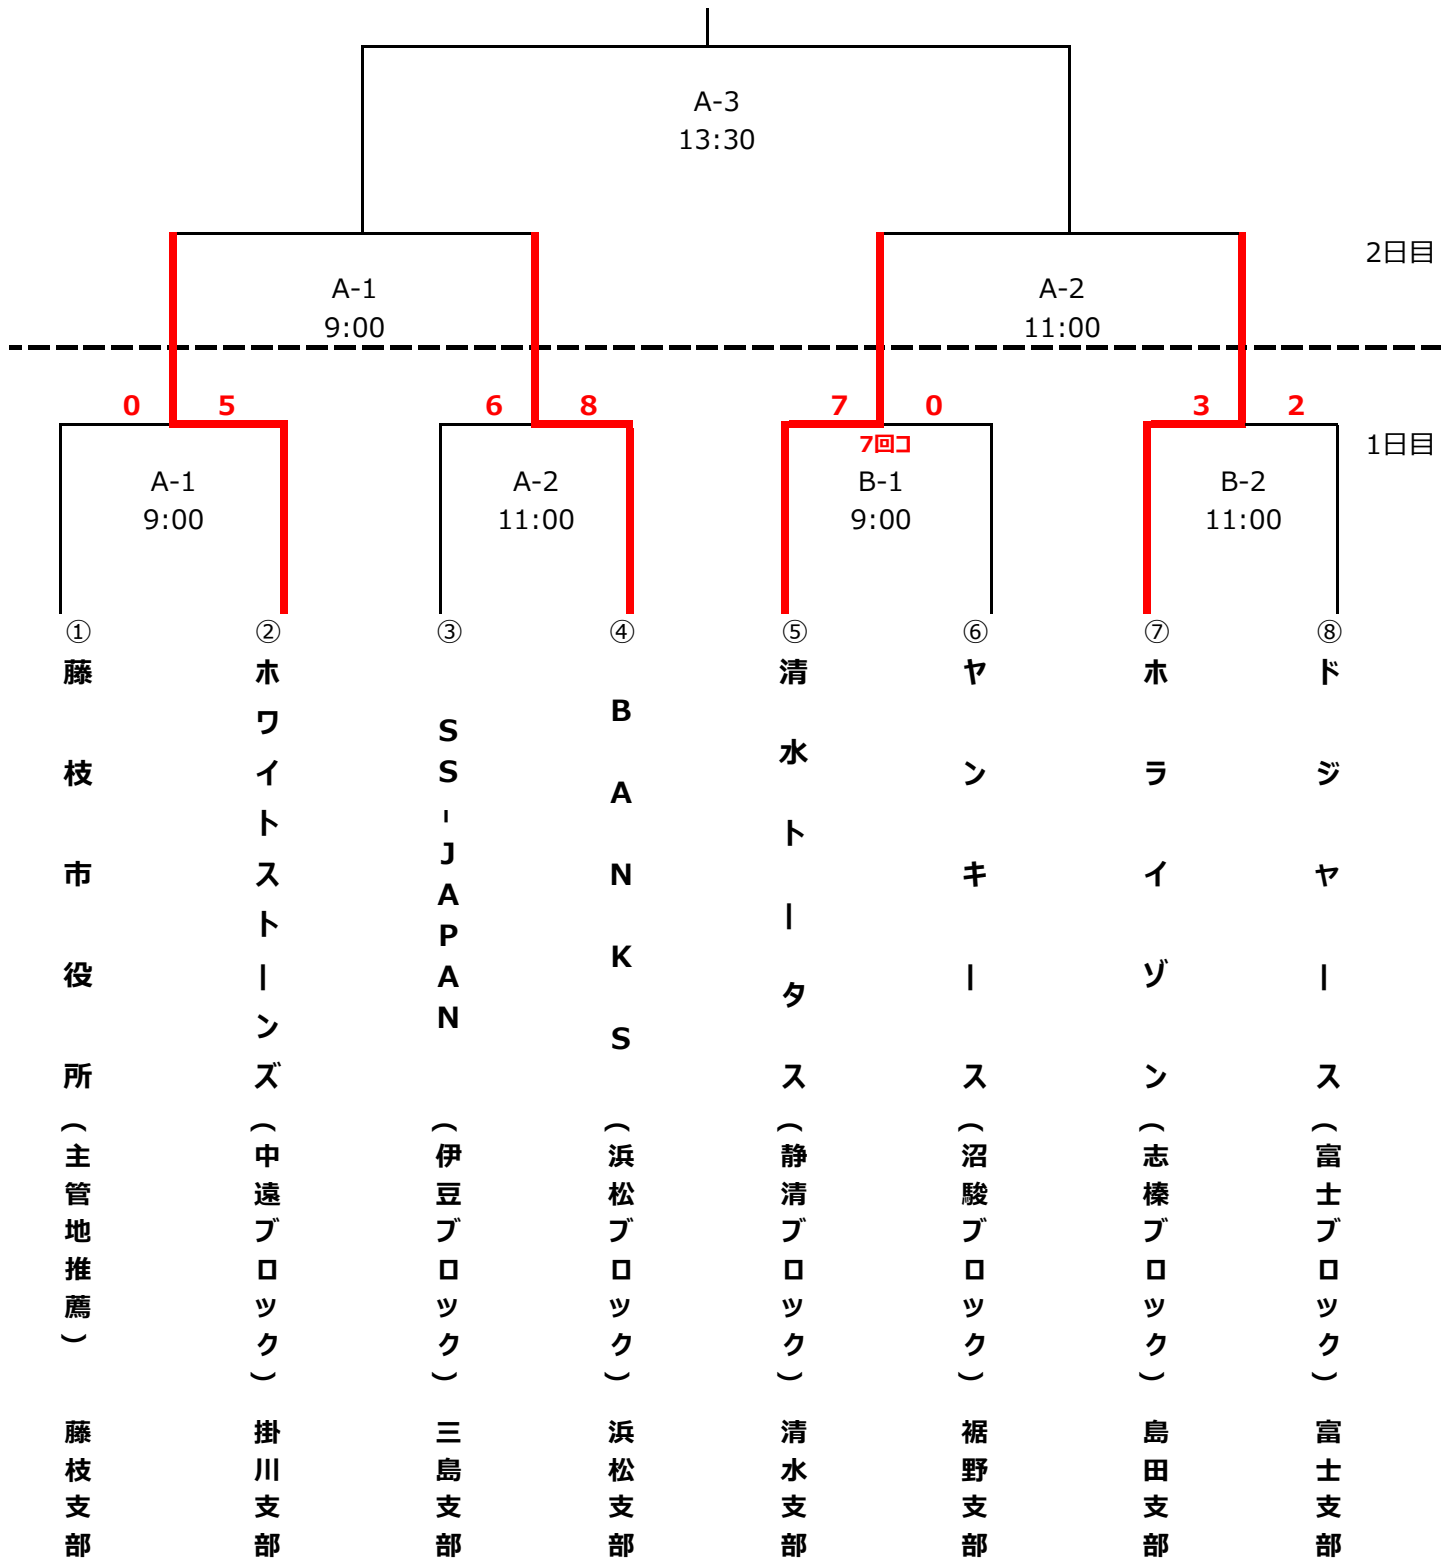 A-3
13:30
2日目
A-1
9:00
A-2
11:00
0 5
6 8
7 0
3 2
7回コ
1日目
A-1
9:00
A-2
11:00
B-1
9:00
B-2
11:00
①
藤枝市役所(主管地推薦) 藤枝支部
②
ホワイトストーンズ(中遠ブロック) 掛川支部
③
SS-JAPAN(伊豆ブロック) 三島支部
④
BANKS(浜松ブロック) 浜松支部
⑤
清水トータス(静清ブロック) 清水支部
⑥
ヤンキース(沼駿ブロック) 裾野支部
⑦
ホライゾン(志榛ブロック) 島田支部
⑧
ドジャース(富士ブロック) 富士支部